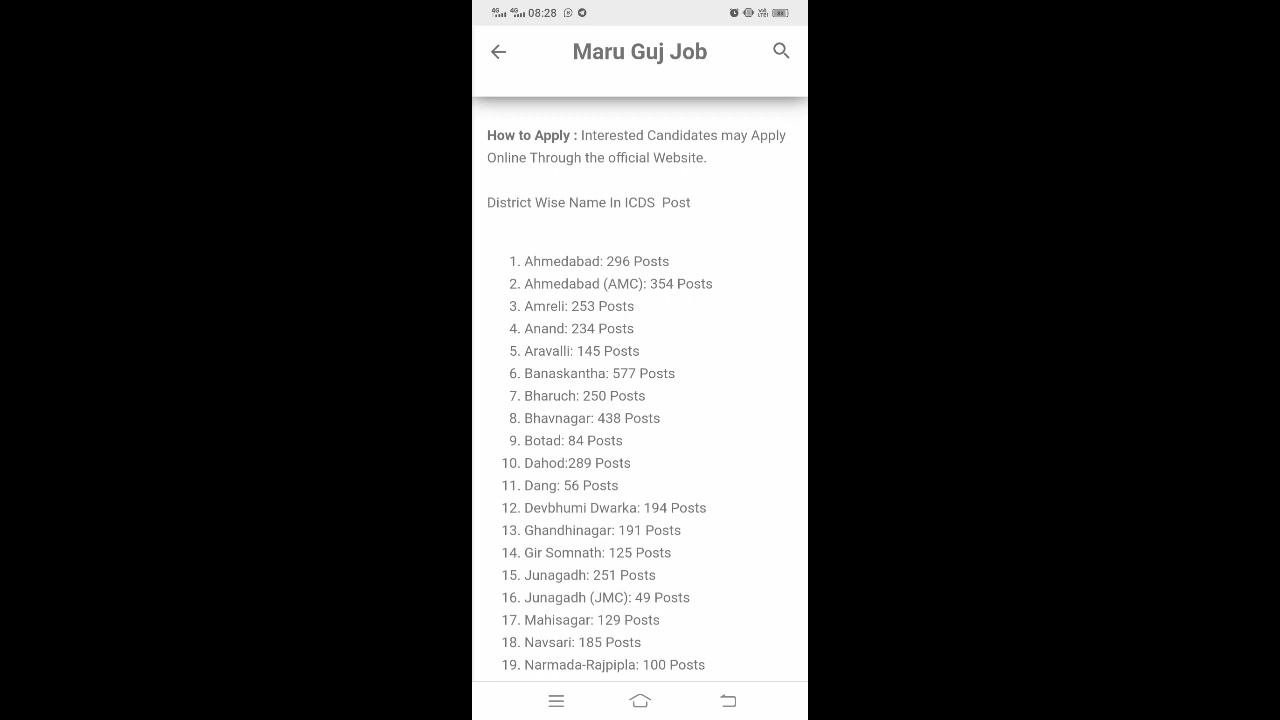 4G 4G 08:28
Maru Guj Job
How to Apply : Interested Candidates may Apply
Online Through the official Website.
District Wise Name In ICDS  Post
1. Ahmedabad: 296 Posts
2. Ahmedabad (AMC): 354 Posts
3. Amreli: 253 Posts
4. Anand: 234 Posts
5. Aravalli: 145 Posts
6. Banaskantha: 577 Posts
7. Bharuch: 250 Posts
8. Bhavnagar: 438 Posts
9. Botad: 84 Posts
10. Dahod:289 Posts
11. Dang: 56 Posts
12. Devbhumi Dwarka: 194 Posts
13. Ghandhinagar: 191 Posts
14. Gir Somnath: 125 Posts
15. Junagadh: 251 Posts
16. Junagadh (JMC): 49 Posts
17. Mahisagar: 129 Posts
18. Navsari: 185 Posts
19. Narmada-Rajpipla: 100 Posts